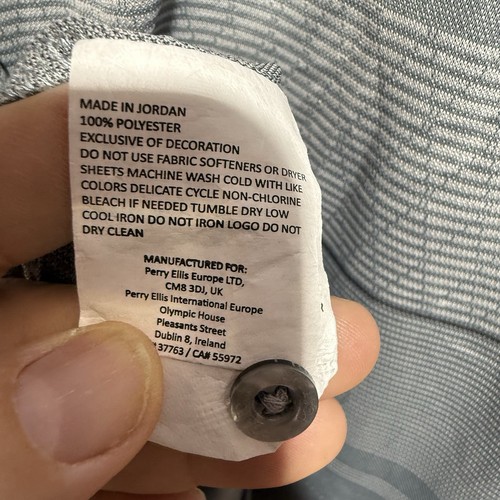 MADE IN JORDAN
100% POLYESTER
EXCLUSIVE OF DECORATION
DO NOT USE FABRIC SOFTENERS OR DRYER
SHEETS MACHINE WASH COLD WITH LIKE
COLORS DELICATE CYCLE NON-CHLORINE
BLEACH IF NEEDED TUMBLE DRY LOW
COOL IRON DO NOT IRON LOGO DO NOT
DRY CLEAN
MANUFACTURED FOR:
Perry Ellis Europe LTD,
CM8 3DJ, UK
Perry Ellis International Europe
Olympic House
Pleasants Street
Dublin 8, Ireland
37763 / CA# 55972